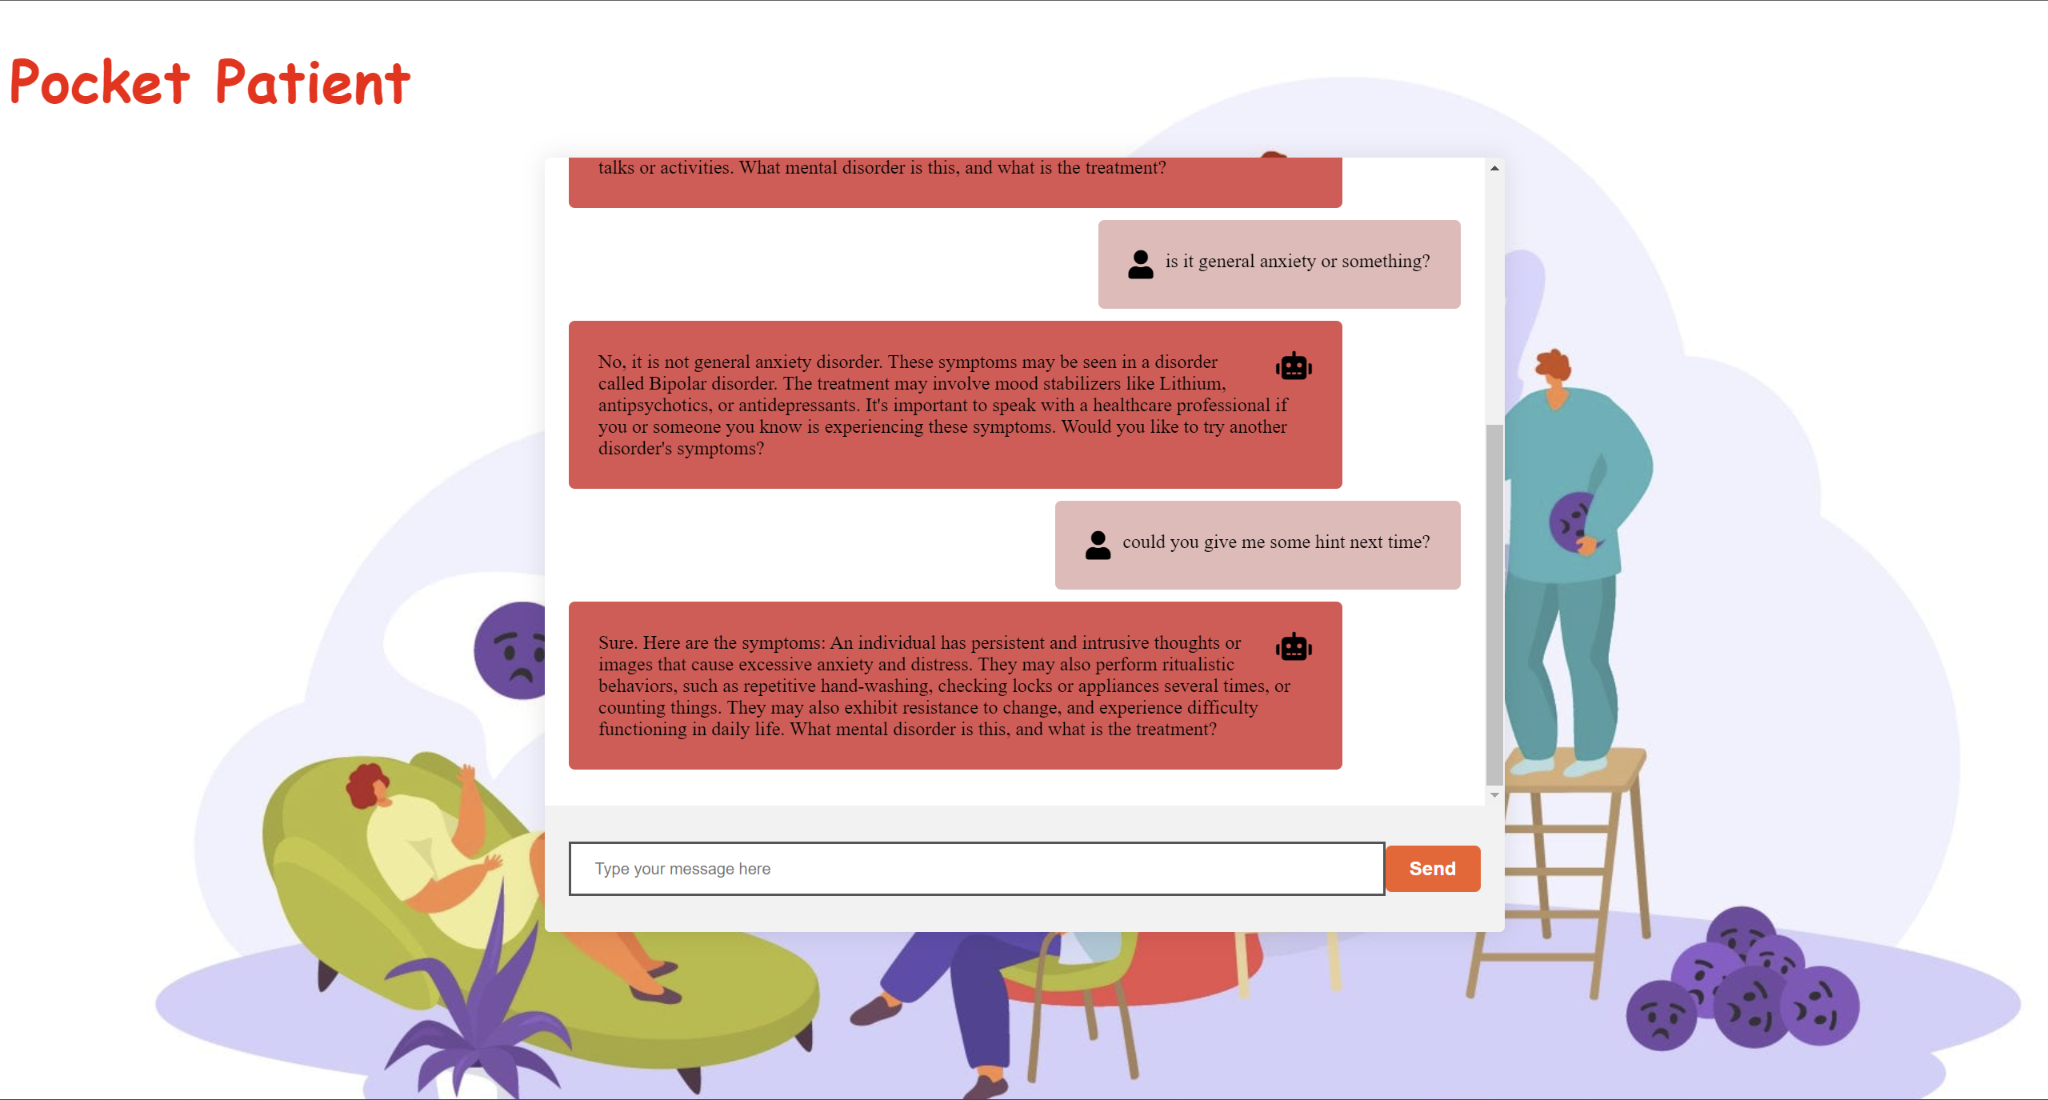 Pocket Patient
talks or activities. What mental disorder is this, and what is the treatment?
is it general anxiety or something?
No, it is not general anxiety disorder. These symptoms may be seen in a disorder
called Bipolar disorder. The treatment may involve mood stabilizers like Lithium,
antipsychotics, or antidepressants. It's important to speak with a healthcare professional if
you or someone you know is experiencing these symptoms. Would you like to try another
disorder's symptoms?
could you give me some hint next time?
Sure. Here are the symptoms: An individual has persistent and intrusive thoughts or
images that cause excessive anxiety and distress. They may also perform ritualistic
behaviors, such as repetitive hand-washing, checking locks or appliances several times, or
counting things. They may also exhibit resistance to change, and experience difficulty
functioning in daily life. What mental disorder is this, and what is the treatment?
Type your message here
Send